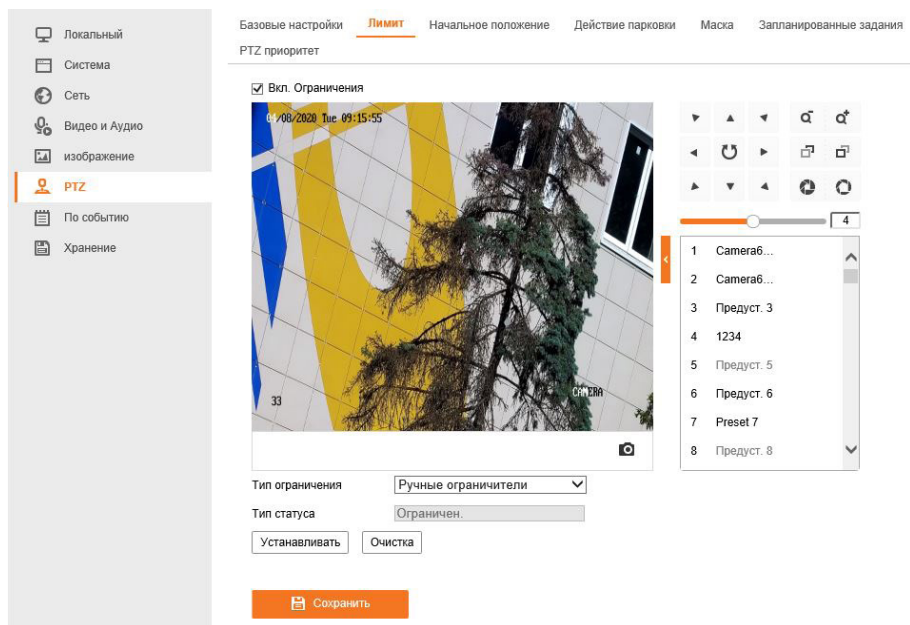 Локальный
Система
Сеть
Видео и Аудио
изображение
PTZ
По событию
Хранение
Базовые настройки Лимит Начальное положение Действие парковки Маска Запланированные задания
PTZ приоритет
Вкл. Ограничения
04/08/2020 Tue 09:15:55
CAMERA
33
4
1 Camera6...
2 Camera6...
3 Предуст. 3
4 1234
5 Предуст. 5
6 Предуст. 6
7 Preset 7
8 Предуст. 8
Тип ограничения Ручные ограничители
Тип статуса Ограничен.
Устанавливать Очистка
Сохранить